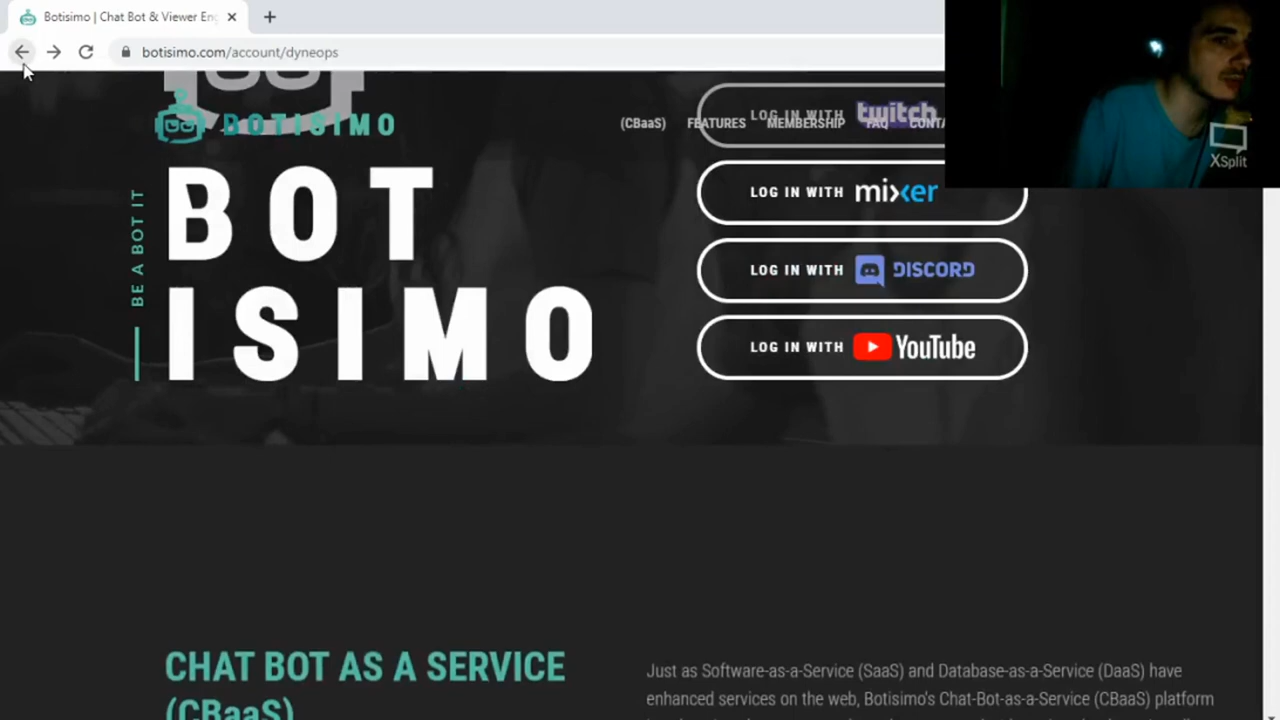 Botisimo | Chat Bot & Viewer Eng
botisimo.com/account/dyneops
BOTISIMO
(CBaaS) FEATURES MEMBERSHIP FAQ CONTA
LOG IN WITH twitch
XSplit
BE A BOT IT
BOT
ISIMO
LOG IN WITH mixer
LOG IN WITH DISCORD
LOG IN WITH YouTube
CHAT BOT AS A SERVICE
(CBaaS)
Just as Software-as-a-Service (SaaS) and Database-as-a-Service (DaaS) have
enhanced services on the web, Botisimo's Chat-Bot-as-a-Service (CBaaS) platform